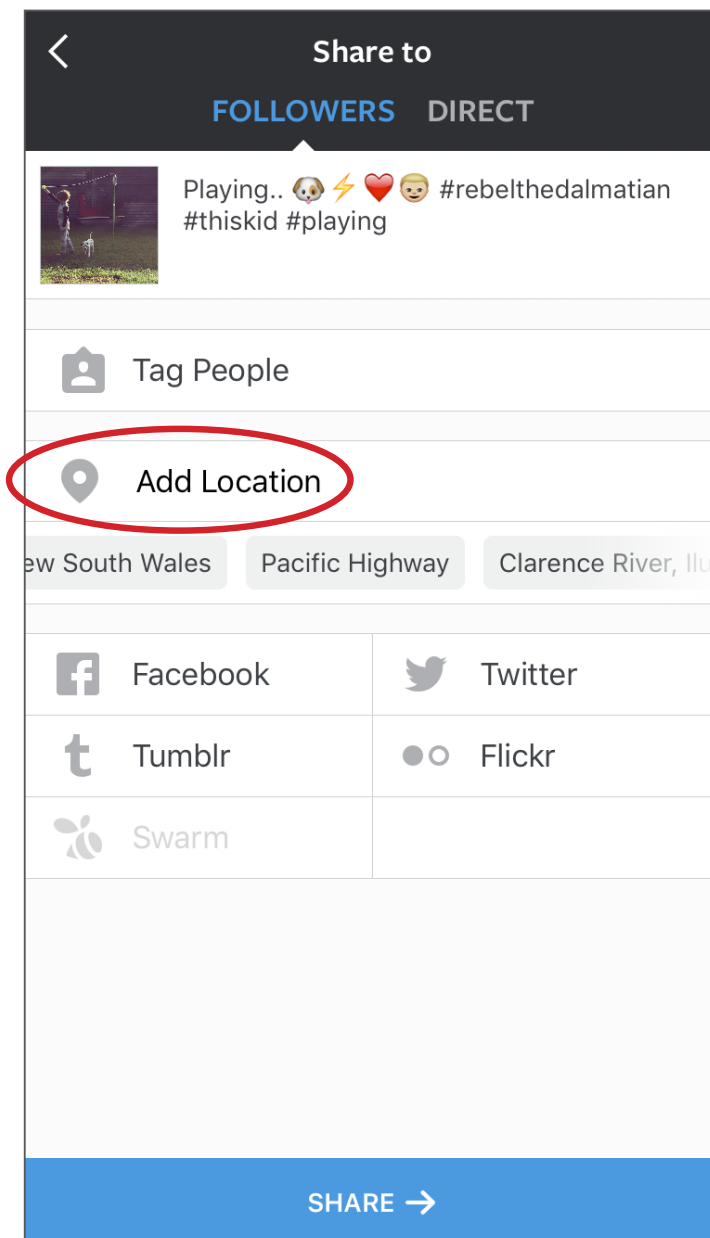 Share to
FOLLOWERS DIRECT
Playing.. 🐶⚡❤️👦🏼 #rebelthedalmatian
#thiskid #playing
Tag People
Add Location
ew South Wales Pacific Highway Clarence River, Ilu
Facebook Twitter
Tumblr Flickr
Swarm
SHARE →